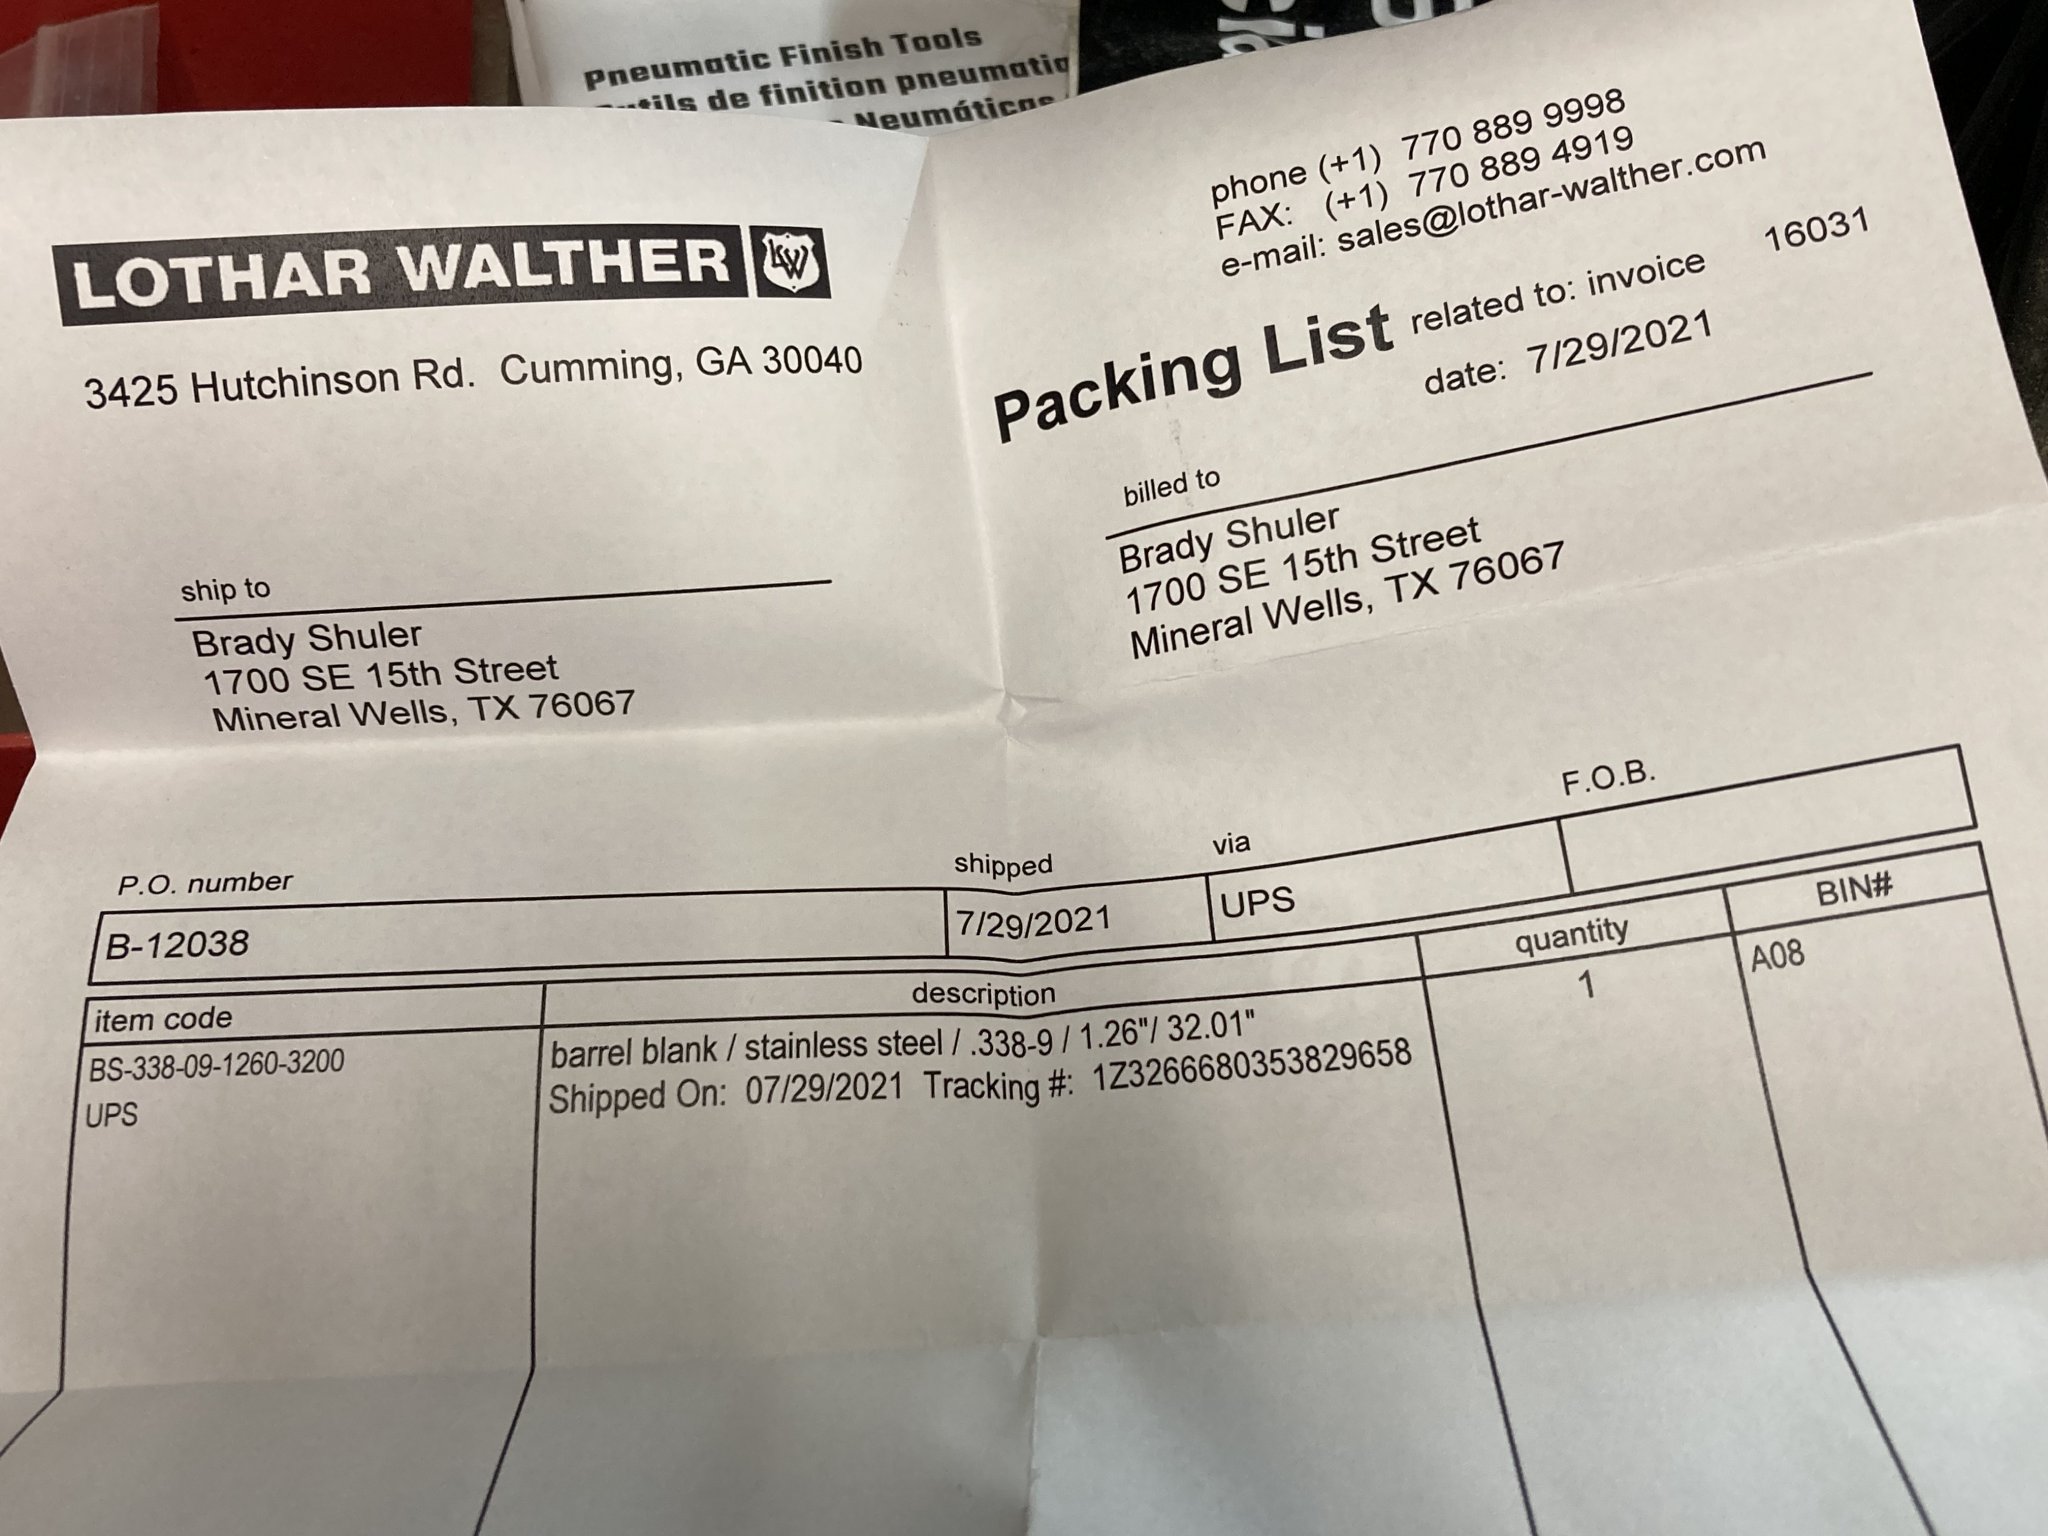 Pneumatic Finish Tools
de finition pneumatiq
Neumáticas
phone (+1) 770 889 9998
FAX: (+1) 770 889 4919
e-mail: sales@lothar-walther.com
LOTHAR WALTHER LW
3425 Hutchinson Rd. Cumming, GA 30040
Packing List related to: invoice 16031
date: 7/29/2021
ship to
Brady Shuler
1700 SE 15th Street
Mineral Wells, TX 76067
billed to
Brady Shuler
1700 SE 15th Street
Mineral Wells, TX 76067
P.O. number shipped via F.O.B.
B-12038 7/29/2021 UPS
item code description quantity BIN#
BS-338-09-1260-3200 barrel blank / stainless steel / .338-9 / 1.26"/ 32.01" 1 A08
UPS Shipped On: 07/29/2021 Tracking #: 1Z3266680353829658